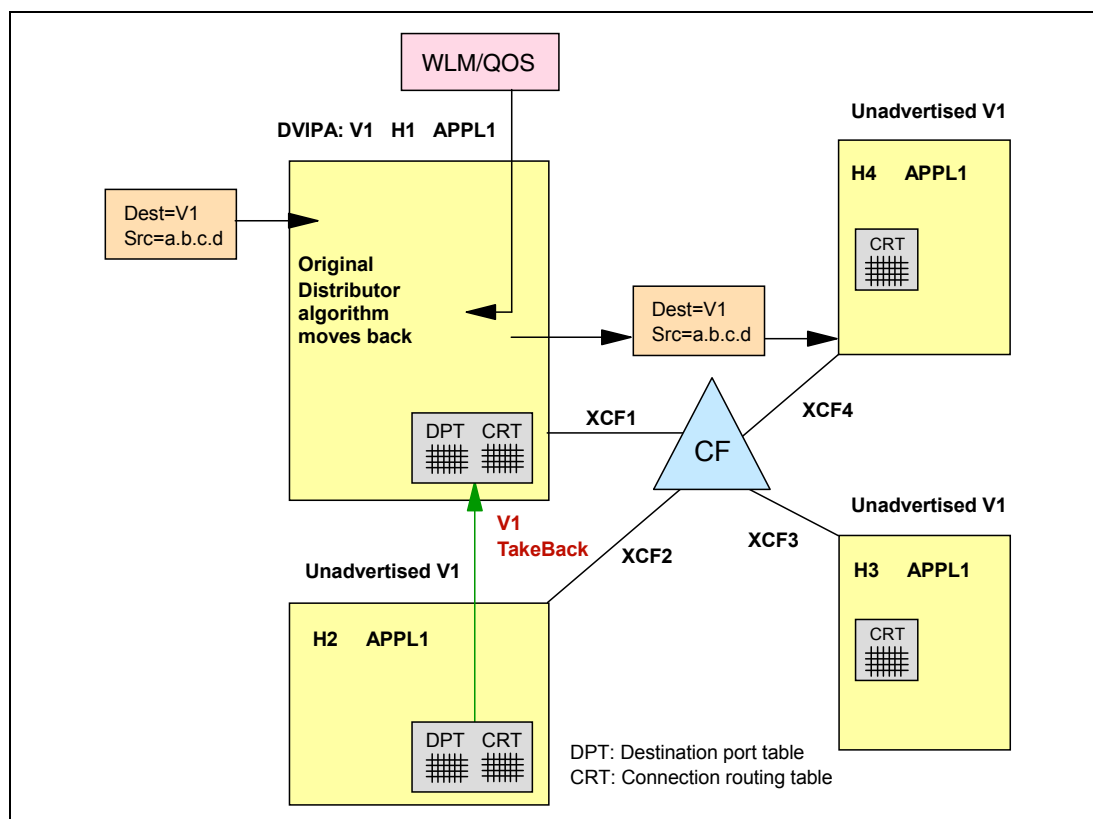 WLM/QOS
DVIPA: V1 H1 APPL1
Dest=V1
Src=a.b.c.d
Original
Distributor
algorithm
moves back
Dest=V1
Src=a.b.c.d
Unadvertised V1
H4 APPL1
CRT
XCF4
XCF1
CF
DPT CRT
V1
TakeBack
XCF2
XCF3
Unadvertised V1
H3 APPL1
CRT
Unadvertised V1
H2 APPL1
DPT CRT
DPT: Destination port table
CRT: Connection routing table